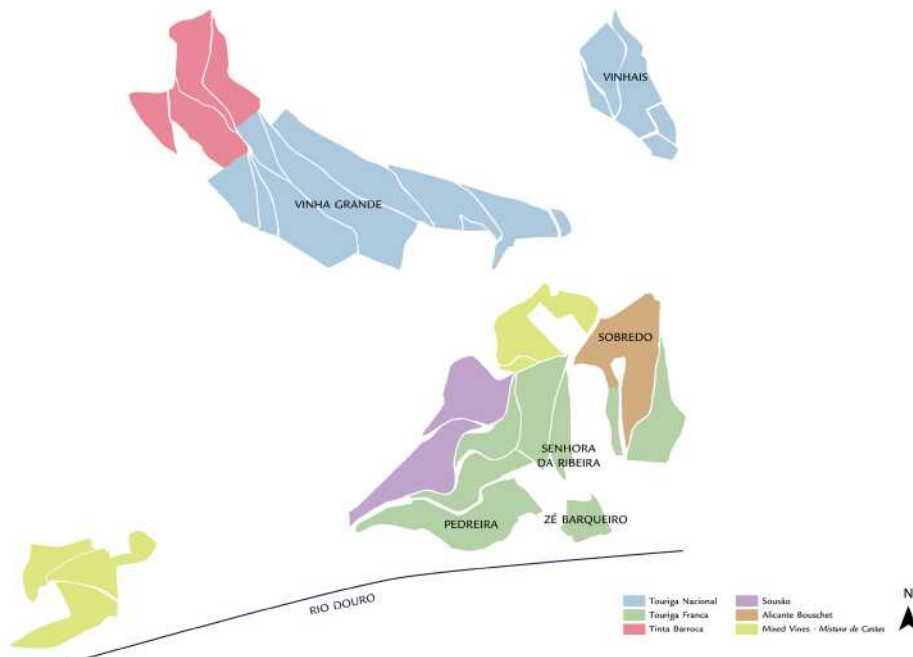 VINHAIS
VINHA GRANDE
SOBREDO
SENHORA
DA RIBEIRA
PEDREIRA
ZÉ BARQUEIRO
RIO DOURO
Touriga Nacional
Touriga Franca
Tinta Barroca
Sousão
Alicante Bouschet
Mixed Vines - Mistura de Castas
N